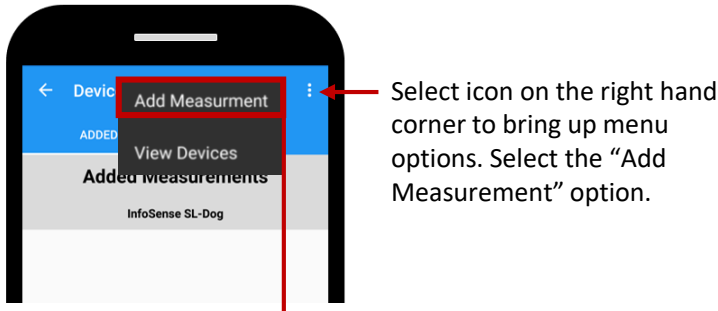 Devic
Add Measurment
ADDED
View Devices
Added Measurements
InfoSense SL-Dog
Select icon on the right hand
corner to bring up menu
options. Select the “Add
Measurement” option.